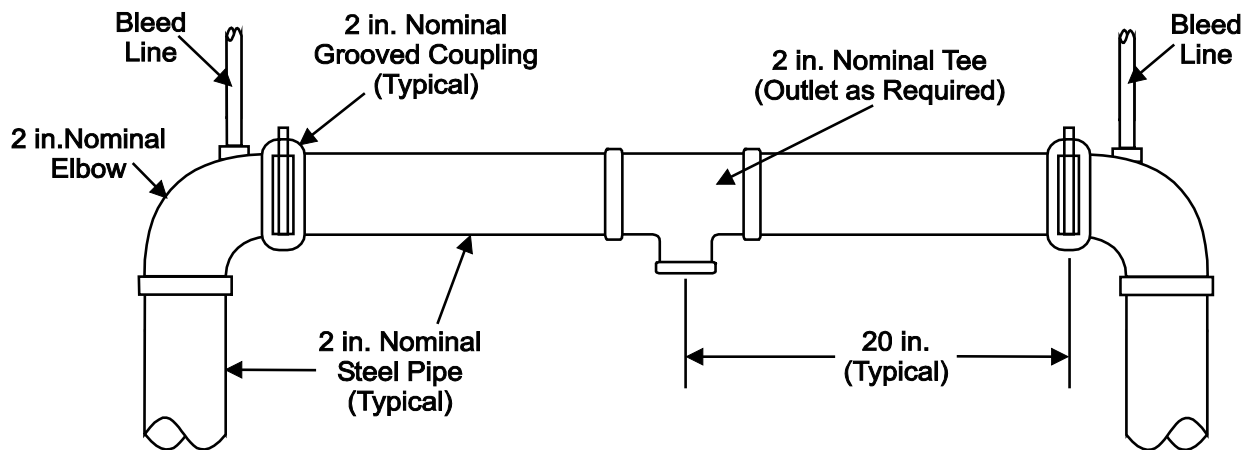 Bleed
Line
2 in. Nominal
Grooved Coupling
(Typical)
2 in. Nominal Tee
(Outlet as Required)
Bleed
Line
2 in.Nominal
Elbow
2 in. Nominal
Steel Pipe
(Typical)
20 in.
(Typical)